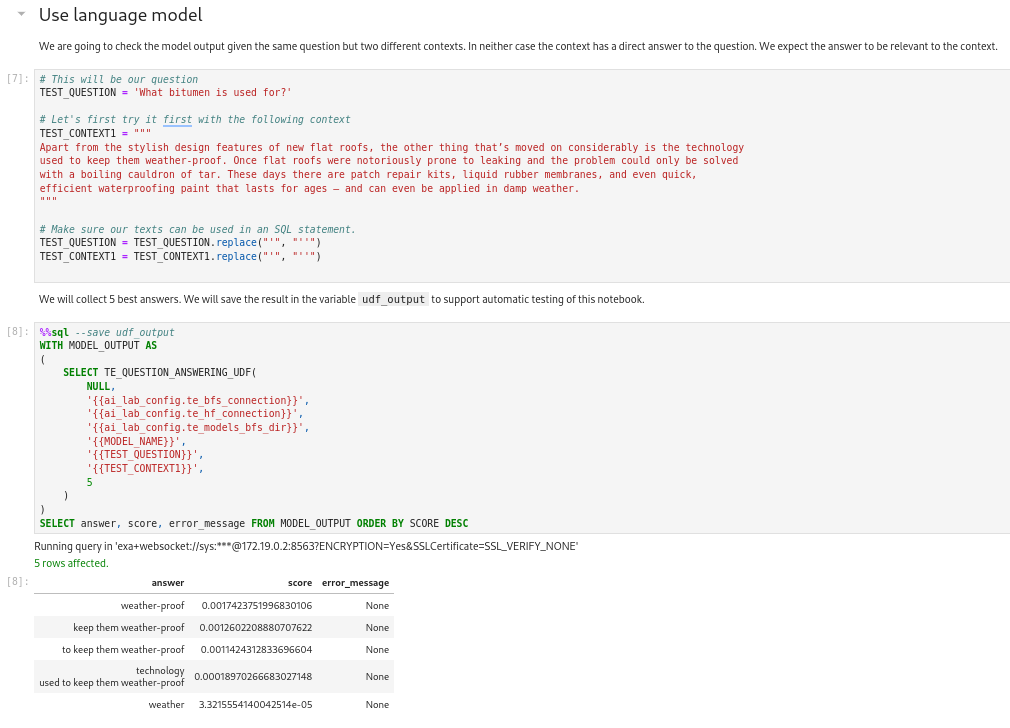 Use language model
We are going to check the model output given the same question but two different contexts. In neither case the context has a direct answer to the question. We expect the answer to be relevant to the context.
[7]:
# This will be our question
TEST_QUESTION = 'What bitumen is used for?'
# Let's first try it first with the following context
TEST_CONTEXT1 = """
Apart from the stylish design features of new flat roofs, the other thing that’s moved on considerably is the technology
used to keep them weather-proof. Once flat roofs were notoriously prone to leaking and the problem could only be solved
with a boiling cauldron of tar. These days there are patch repair kits, liquid rubber membranes, and even quick,
efficient waterproofing paint that lasts for ages – and can even be applied in damp weather.
"""
# Make sure our texts can be used in an SQL statement.
TEST_QUESTION = TEST_QUESTION.replace("'", "''")
TEST_CONTEXT1 = TEST_CONTEXT1.replace("'", "''")
We will collect 5 best answers. We will save the result in the variable udf_output to support automatic testing of this notebook.
[8]:
%%sql --save udf_output
WITH MODEL_OUTPUT AS
(
    SELECT TE_QUESTION_ANSWERING_UDF(
        NULL,
        '{{ai_lab_config.te_bfs_connection}}',
        '{{ai_lab_config.te_hf_connection}}',
        '{{ai_lab_config.te_models_bfs_dir}}',
        '{{MODEL_NAME}}',
        '{{TEST_QUESTION}}',
        '{{TEST_CONTEXT1}}',
        5
    )
)
SELECT answer, score, error_message FROM MODEL_OUTPUT ORDER BY SCORE DESC
Running query in 'exa+websocket://sys:***@172.19.0.2:8563?ENCRYPTION=Yes&SSLCertificate=SSL_VERIFY_NONE'
5 rows affected.
[8]:
answer score error_message
weather-proof 0.0017423751996830106 None
keep them weather-proof 0.0012602208880707622 None
to keep them weather-proof 0.0011424312833696604 None
technology
used to keep them weather-proof 0.00018970266683027148 None
weather 3.3215554140042514e-05 None